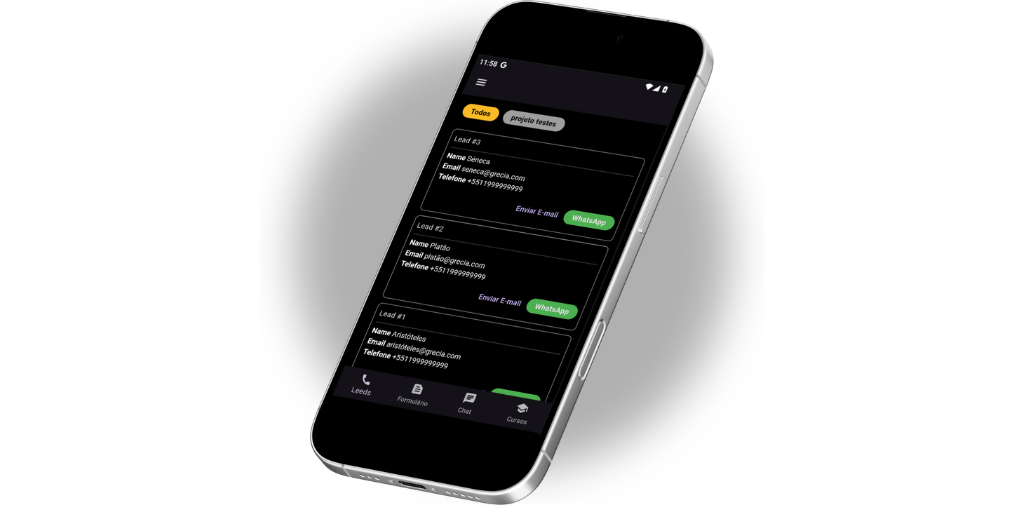 11:58 G
Todos projeto testes
Lead #3
Name Sêneca
Email seneca@grecia.com
Telefone +5511999999999
Enviar E-mail WhatsApp
Lead #2
Name Platão
Email platão@grecia.com
Telefone +5511999999999
Enviar E-mail WhatsApp
Lead #1
Name Aristóteles
Email aristóteles@grecia.com
Telefone +5511999999999
Leeds Formulário Chat Cursos